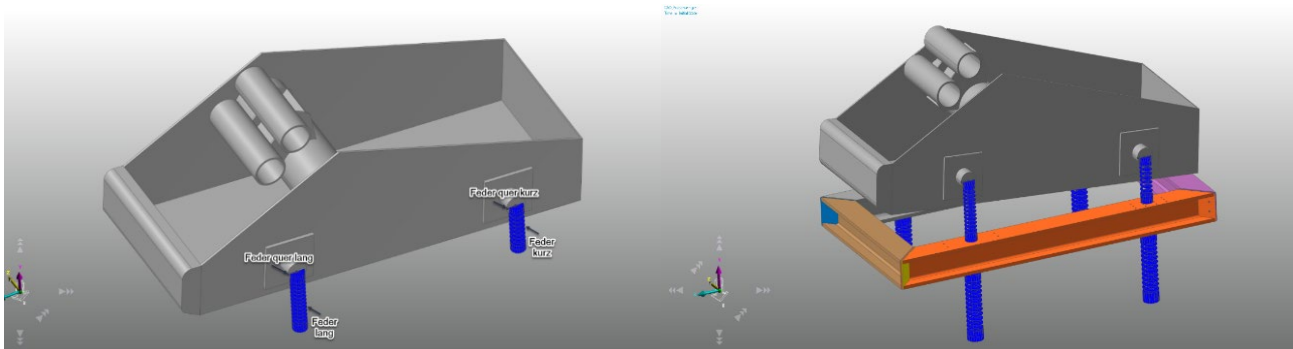 Feder quer kurz
Feder
kurz
Feder quer lang
Feder
lang